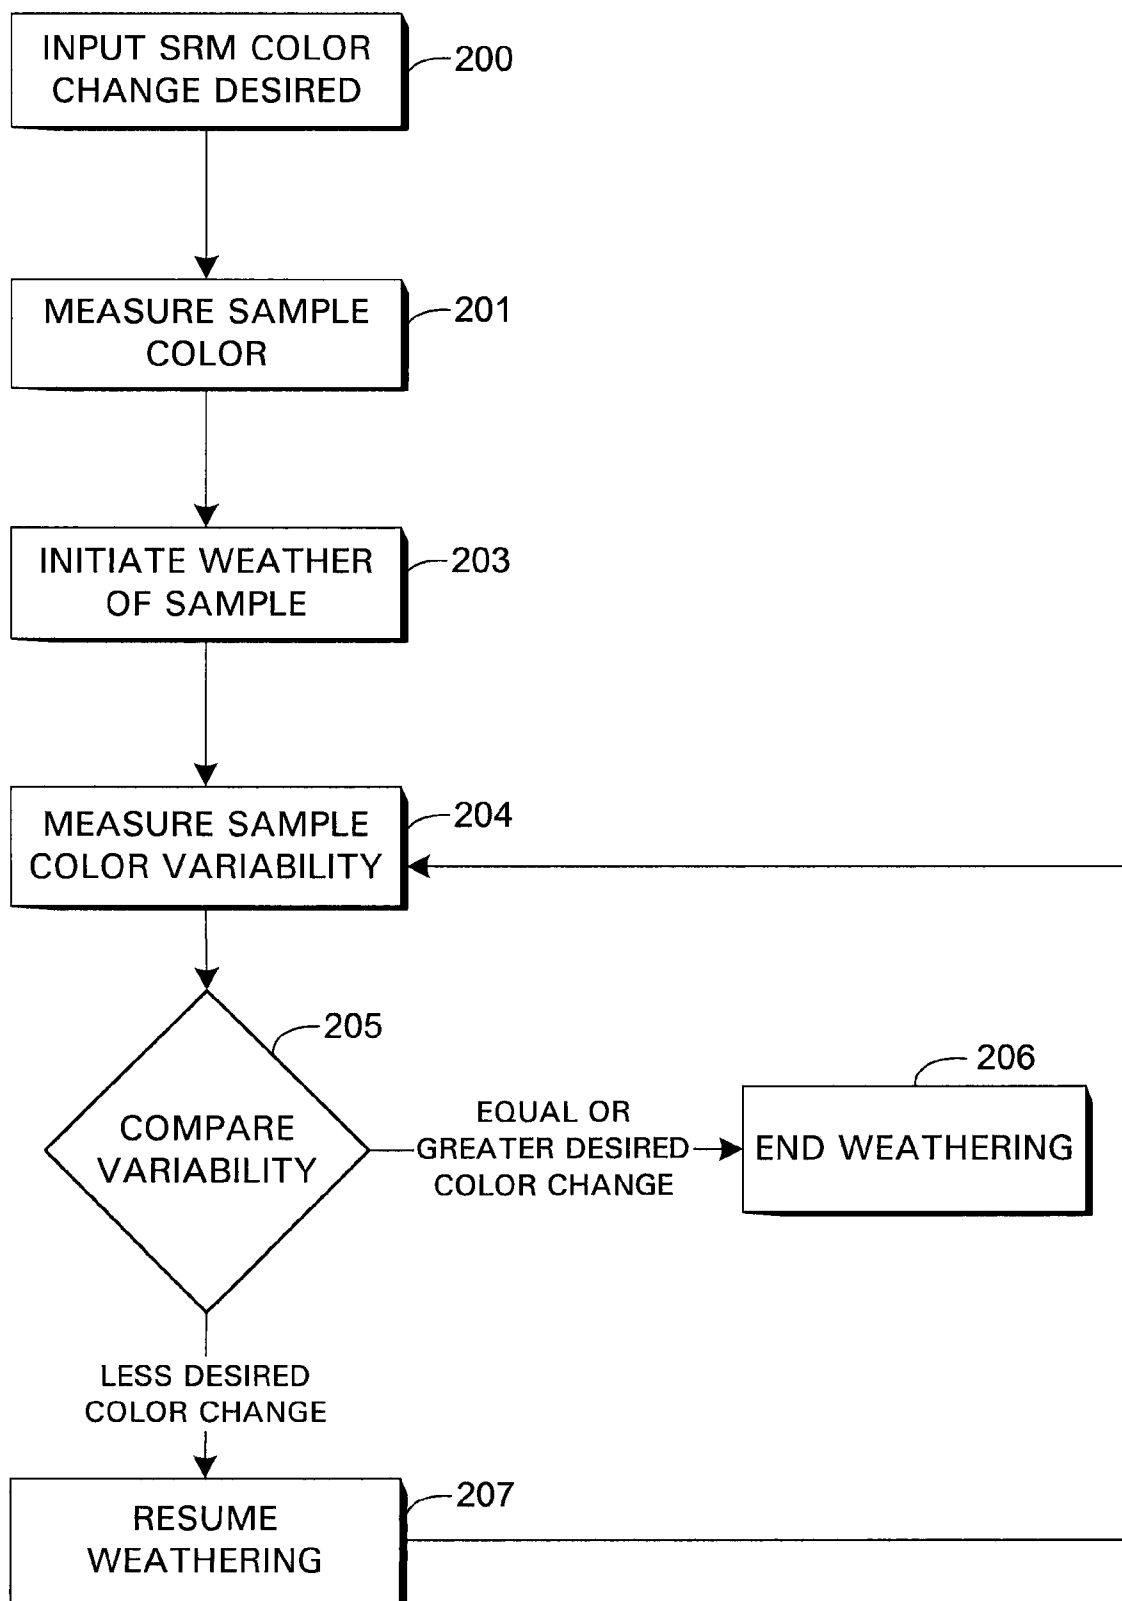 INPUT SRM COLOR
CHANGE DESIRED
200
MEASURE SAMPLE
COLOR
201
INITIATE WEATHER
OF SAMPLE
203
MEASURE SAMPLE
COLOR VARIABILITY
204
205
COMPARE
VARIABILITY
EQUAL OR
GREATER DESIRED
COLOR CHANGE
206
END WEATHERING
LESS DESIRED
COLOR CHANGE
RESUME
WEATHERING
207